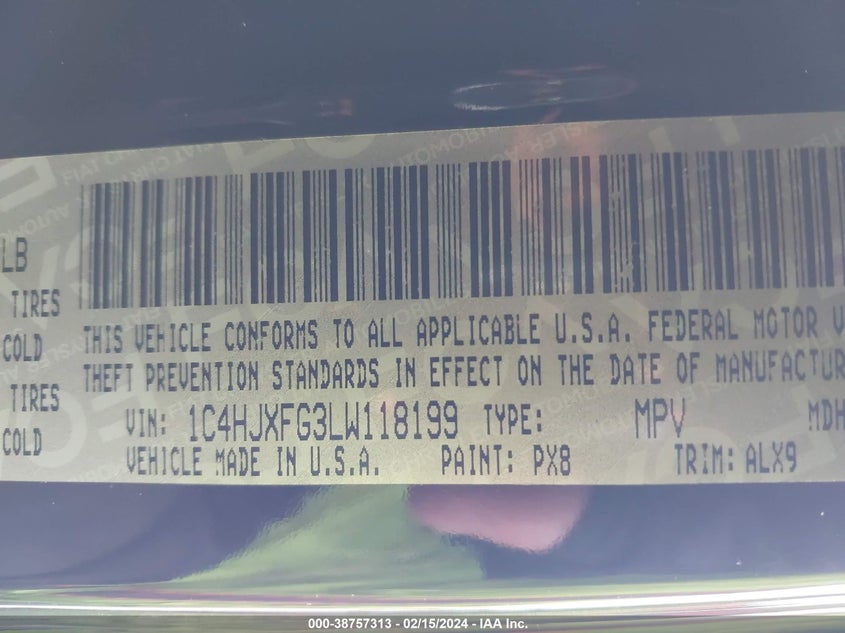 LB
TIRES
COLD
TIRES
COLD
THIS VEHICLE CONFORMS TO ALL APPLICABLE U.S.A. FEDERAL MOTOR V
THEFT PREVENTION STANDARDS IN EFFECT ON THE DATE OF MANUFACTUR
VIN: 1C4HJXFG3LW118199 TYPE: MPV MDH
VEHICLE MADE IN U.S.A. PAINT: PX8 TRIM: ALX9
000-38757313 - 02/15/2024 - IAA Inc.